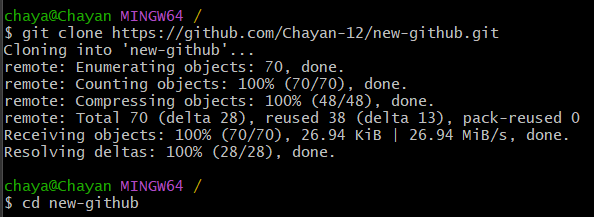 chaya@Chayan MINGW64 /
$ git clone https://github.com/Chayan-12/new-github.git
Cloning into 'new-github'...
remote: Enumerating objects: 70, done.
remote: Counting objects: 100% (70/70), done.
remote: Compressing objects: 100% (48/48), done.
remote: Total 70 (delta 28), reused 38 (delta 13), pack-reused 0
Receiving objects: 100% (70/70), 26.94 KiB | 26.94 MiB/s, done.
Resolving deltas: 100% (28/28), done.
chaya@Chayan MINGW64 /
$ cd new-github